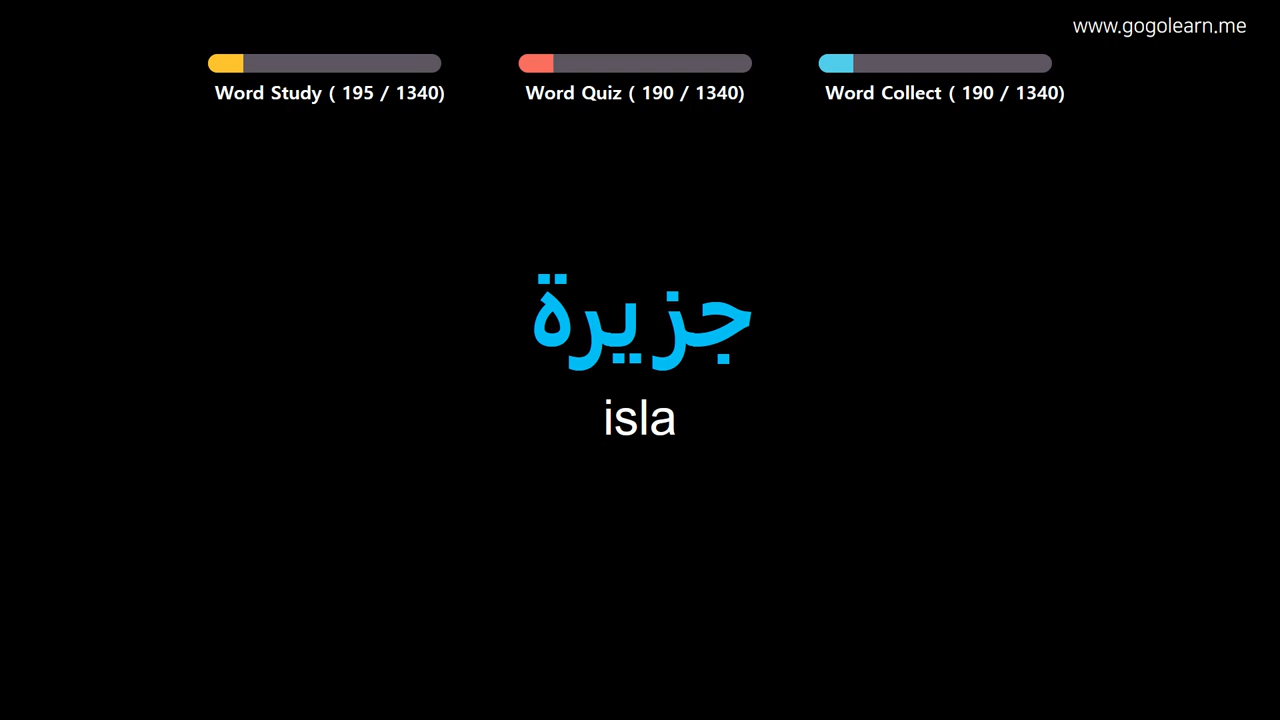 www.gogolearn.me
Word Study ( 195 / 1340)
Word Quiz ( 190 / 1340)
Word Collect ( 190 / 1340)
جزيرة
isla